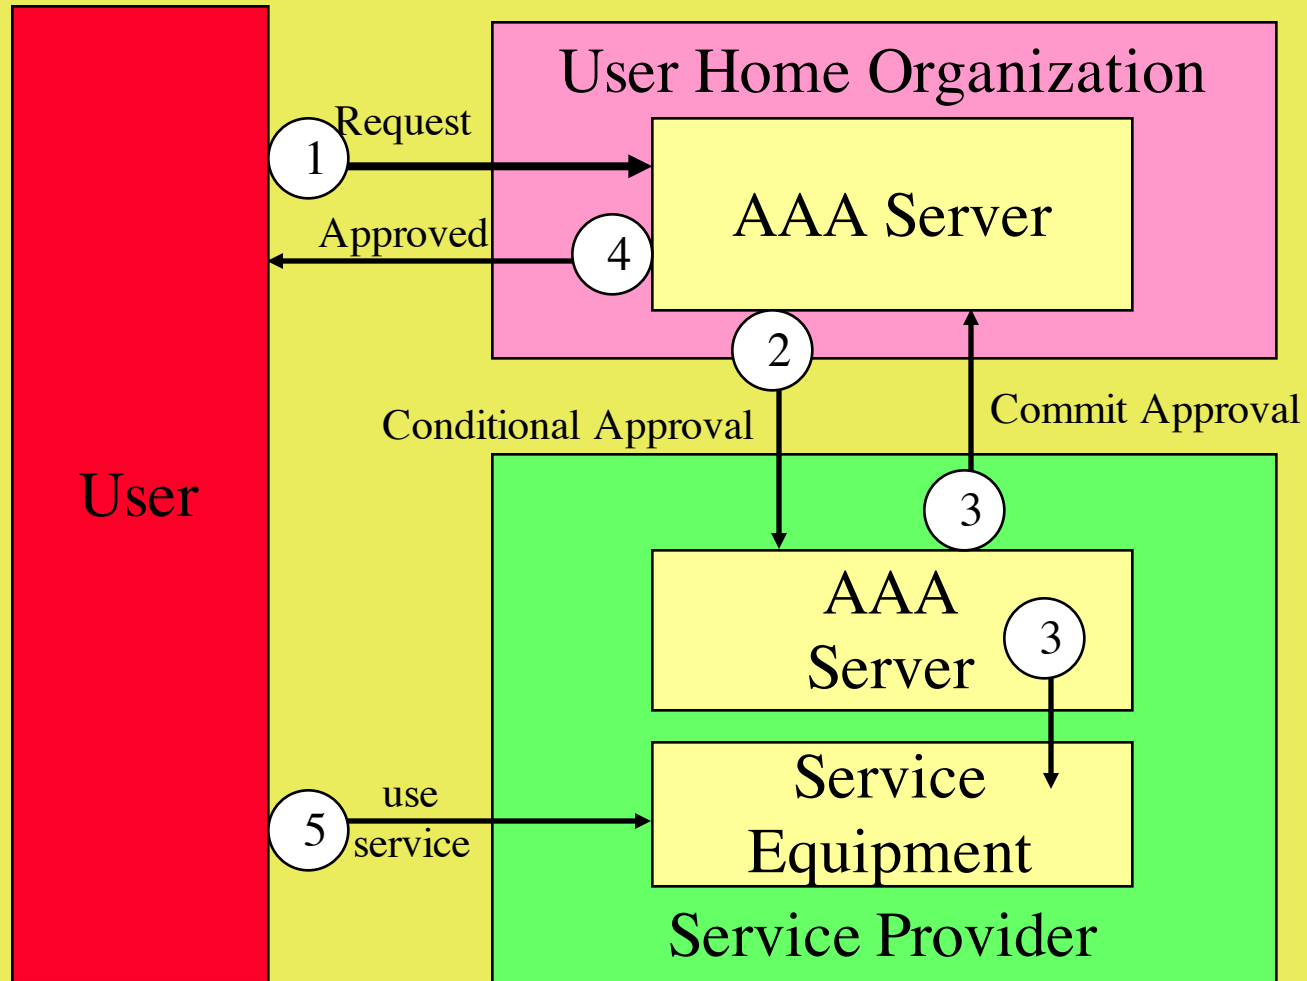 User Home Organization
Request
1
AAA Server
Approved
4
2
Conditional Approval
Commit Approval
User
3
AAA
Server
3
Service
Equipment
use
service
5
Service Provider